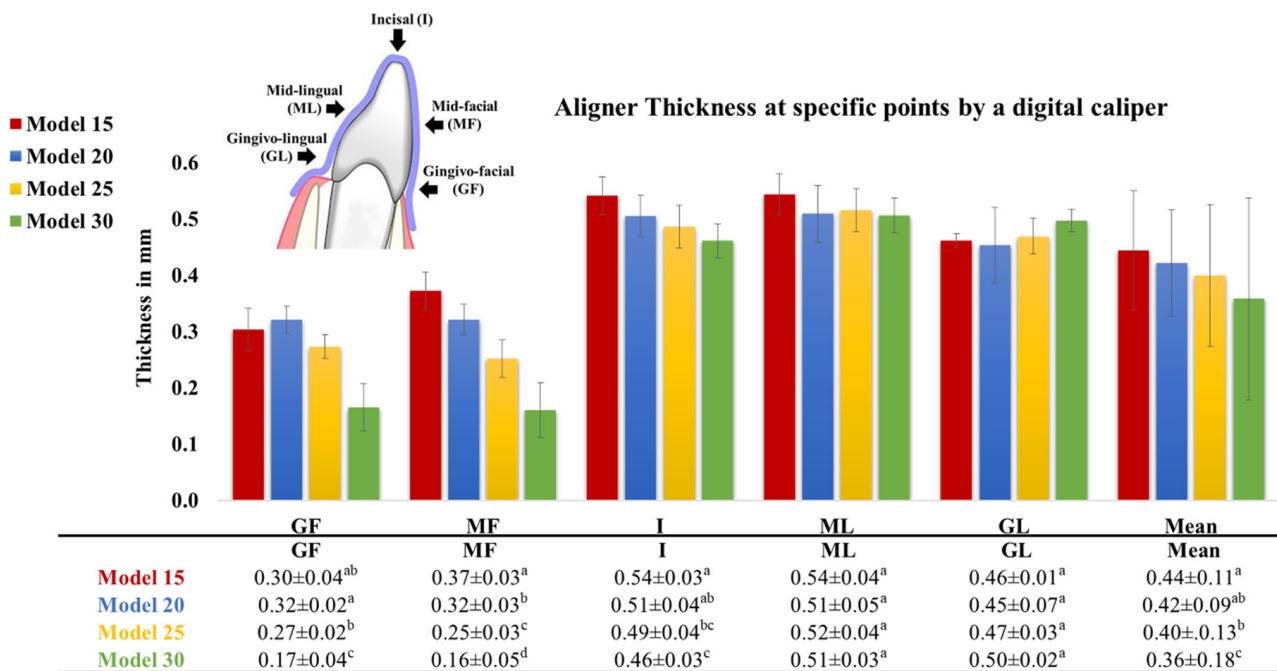 Incisal (I)
Mid-lingual
(ML)
Mid-facial
(MF)
Gingivo-lingual
(GL)
Gingivo-facial
(GF)
Aligner Thickness at specific points by a digital caliper
Model 15
Model 20
Model 25
Model 30
Thickness in mm
0.6
0.5
0.4
0.3
0.2
0.1
0.0
GF MF I ML GL Mean
GF MF I ML GL Mean
Model 15 0.30±0.04ab 0.37±0.03a 0.54±0.03a 0.54±0.04a 0.46±0.01a 0.44±0.11a
Model 20 0.32±0.02a 0.32±0.03b 0.51±0.04ab 0.51±0.05a 0.45±0.07a 0.42±0.09ab
Model 25 0.27±0.02b 0.25±0.03c 0.49±0.04bc 0.52±0.04a 0.47±0.03a 0.40±.0.13b
Model 30 0.17±0.04c 0.16±0.05d 0.46±0.03c 0.51±0.03a 0.50±0.02a 0.36±0.18c